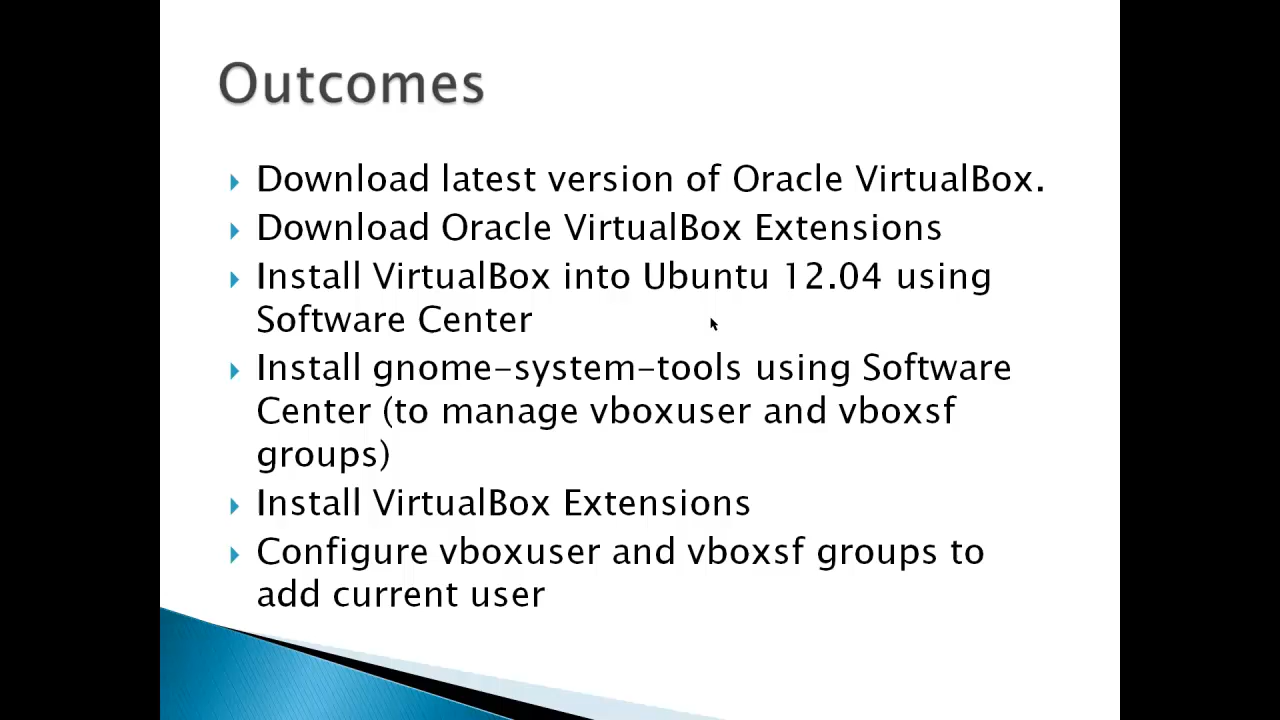 Outcomes
Download latest version of Oracle VirtualBox.
Download Oracle VirtualBox Extensions
Install VirtualBox into Ubuntu 12.04 using
Software Center
Install gnome-system-tools using Software
Center (to manage vboxuser and vboxsf
groups)
Install VirtualBox Extensions
Configure vboxuser and vboxsf groups to
add current user